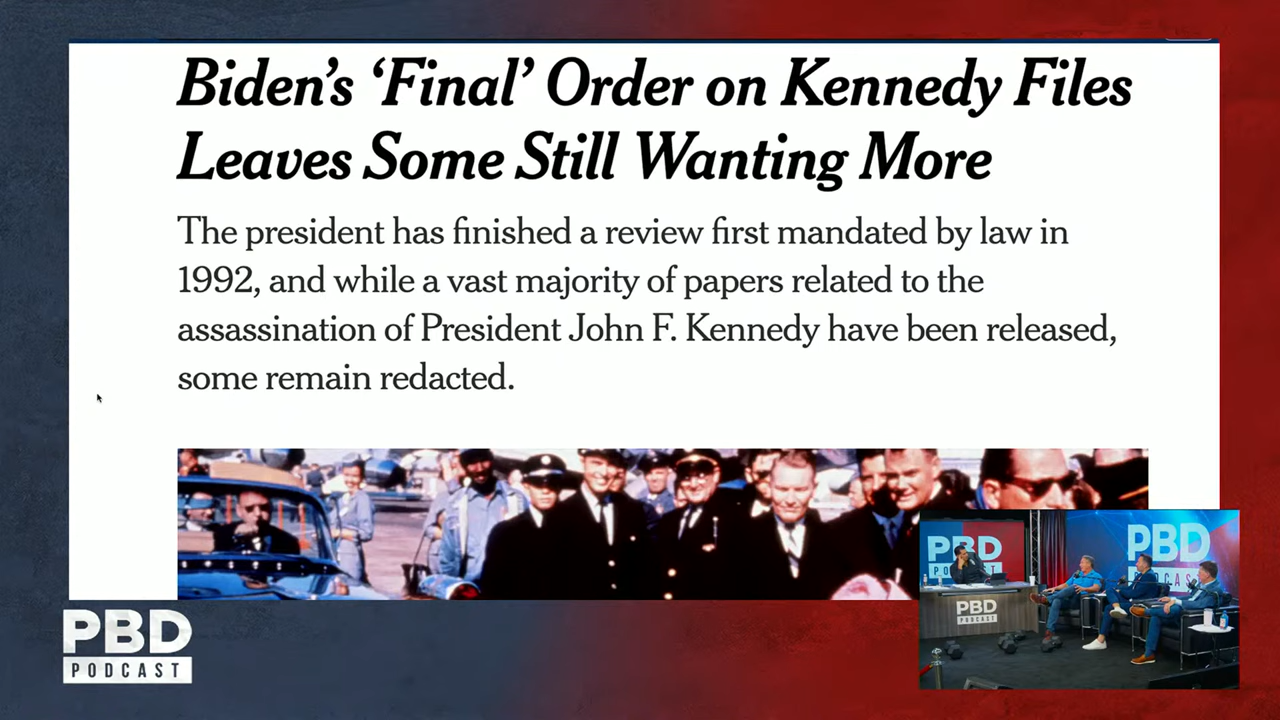 Biden’s ‘Final’ Order on Kennedy Files
Leaves Some Still Wanting More
The president has finished a review first mandated by law in
1992, and while a vast majority of papers related to the
assassination of President John F. Kennedy have been released,
some remain redacted.
PBD
PODCAST
PBD
PODCAST
PBD
PODCAST
PBD
PODCAST